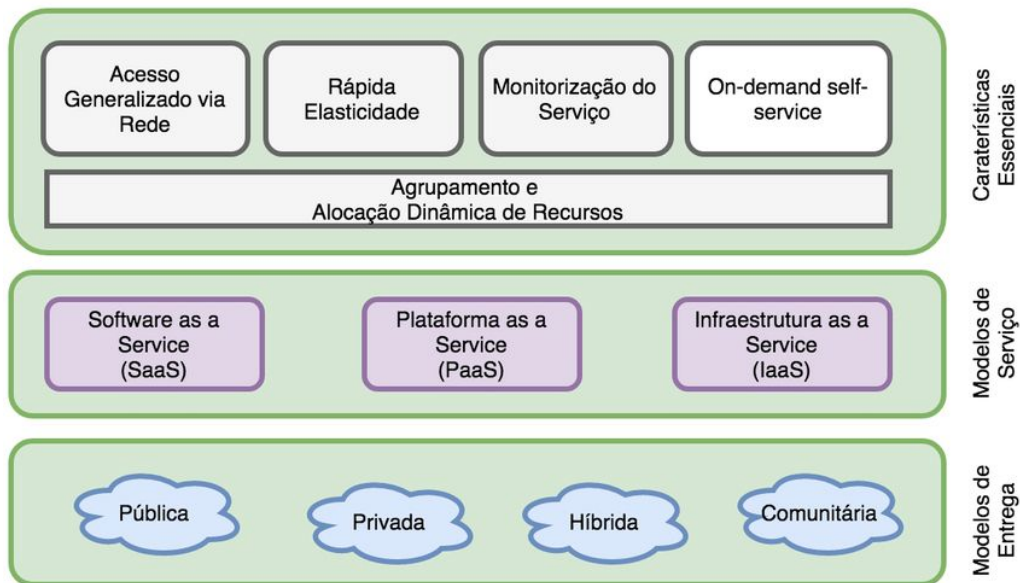 Acesso
Generalizado via
Rede
Rápida
Elasticidade
Monitorização do
Serviço
On-demand self-
service
Agrupamento e
Alocação Dinâmica de Recursos
Caraterísticas
Essenciais
Software as a
Service
(SaaS)
Plataforma as a
Service
(PaaS)
Infraestrutura as a
Service
(IaaS)
Modelos de
Serviço
Pública
Privada
Híbrida
Comunitária
Modelos de
Entrega